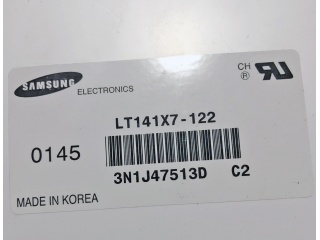 SAMSUNG ELECTRONICS
CH ®
LT141X7-122
0145
3N1J47513D C2
MADE IN KOREA